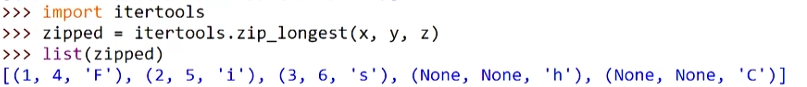 >>> import itertools
>>> zipped = itertools.zip_longest(x, y, z)
>>> list(zipped)
[(1, 4, 'F'), (2, 5, 'i'), (3, 6, 's'), (None, None, 'h'), (None, None, 'C')]